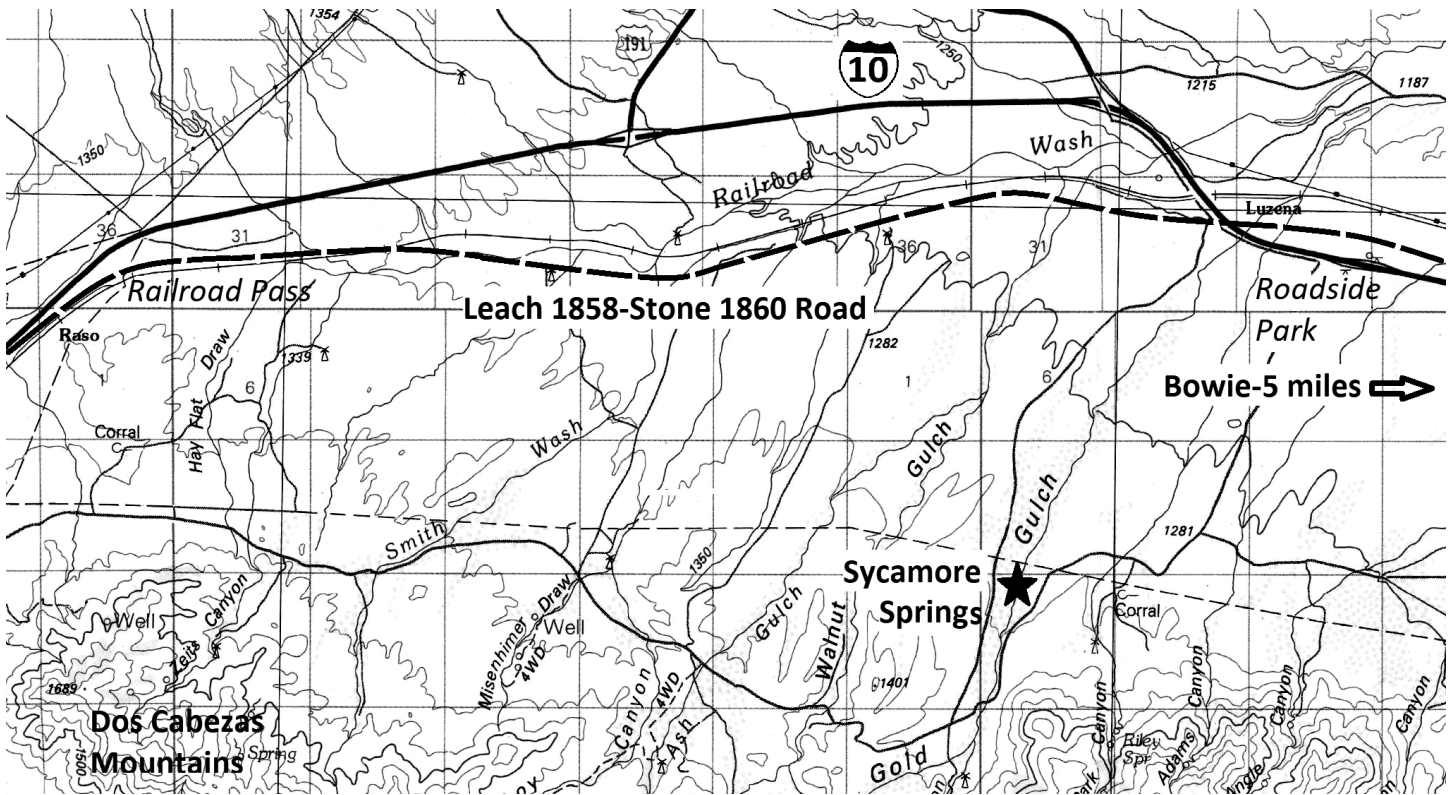 1354
191
10
1250
1215
1187
1350
Wash
Railroad
36
31
36
31
Luzena
Railroad Pass
Leach 1858-Stone 1860 Road
Roadside
Park
Raso
Draw
1339
1282
6
1
6
Bowie-5 miles
Corral
Hay Flat
Wash
Gulch
Gulch
Smith
1281
1350
Sycamore
Springs
Corral
Well
Zeits Canyon
Misenhimer Draw
Well
4WD
Gulch
Walnut
1401
1689
Dos Cabezas
Mountains
Spring
1500
Canyon
4WD
Ash
Gold
Canyon
Riley
Spr
Canyon
Adams
Canyon
Angle
Canyon